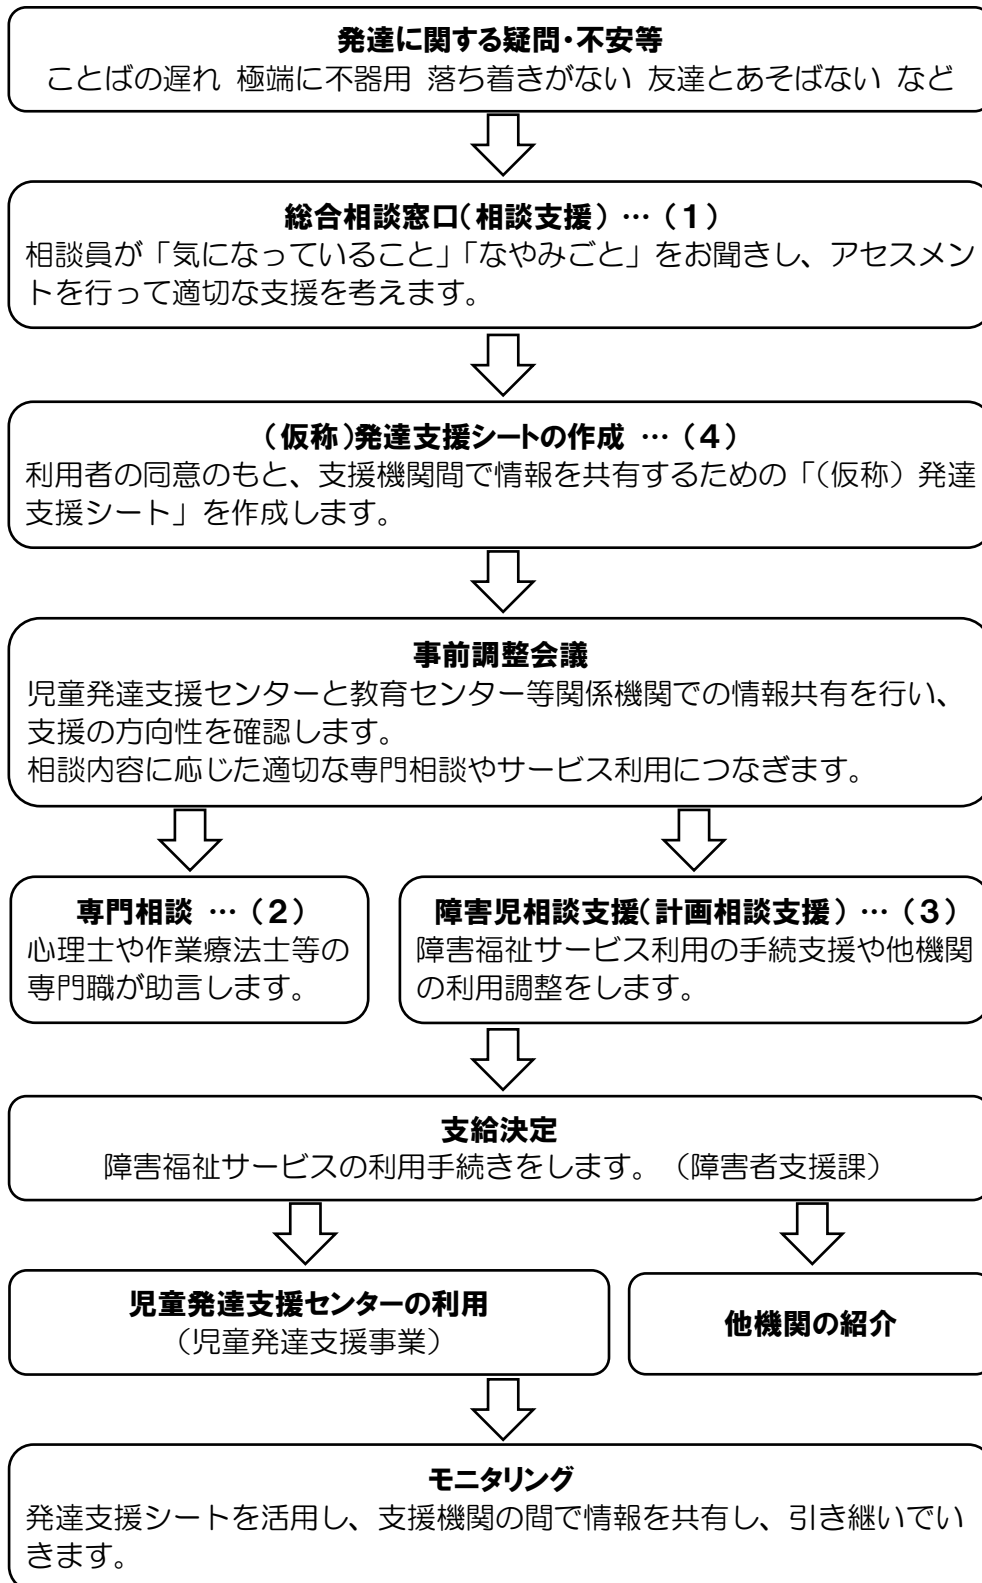 発達に関する疑問・不安等
ことばの遅れ 極端に不器用 落ち着きがない 友達とあそばない など
総合相談窓口(相談支援) … (1)
相談員が「気になっていること」「なやみごと」をお聞きし、アセスメン
トを行って適切な支援を考えます。
(仮称)発達支援シートの作成 … (4)
利用者の同意のもと、支援機関間で情報を共有するための「(仮称)発達
支援シート」を作成します。
事前調整会議
児童発達支援センターと教育センター等関係機関での情報共有を行い、
支援の方向性を確認します。
相談内容に応じた適切な専門相談やサービス利用につなぎます。
専門相談 … (2)
心理士や作業療法士等の
専門職が助言します。
障害児相談支援(計画相談支援) … (3)
障害福祉サービス利用の手続支援や他機関
の利用調整をします。
支給決定
障害福祉サービスの利用手続きをします。(障害者支援課)
児童発達支援センターの利用
(児童発達支援事業)
他機関の紹介
モニタリング
発達支援シートを活用し、支援機関の間で情報を共有し、引き継いでい
きます。